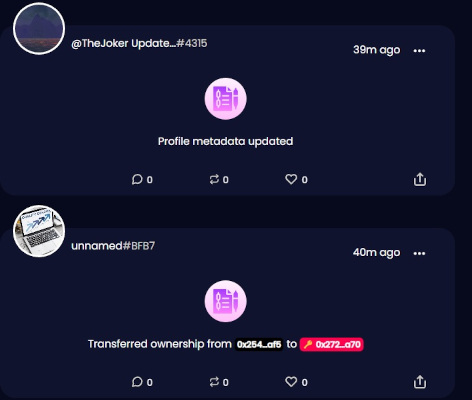 @TheJoker Update...#4315
39m ago
Profile metadata updated
0 0 0
unnamed#BFB7
40m ago
Transferred ownership from 0x254...af5 to 0x272...a70
0 0 0